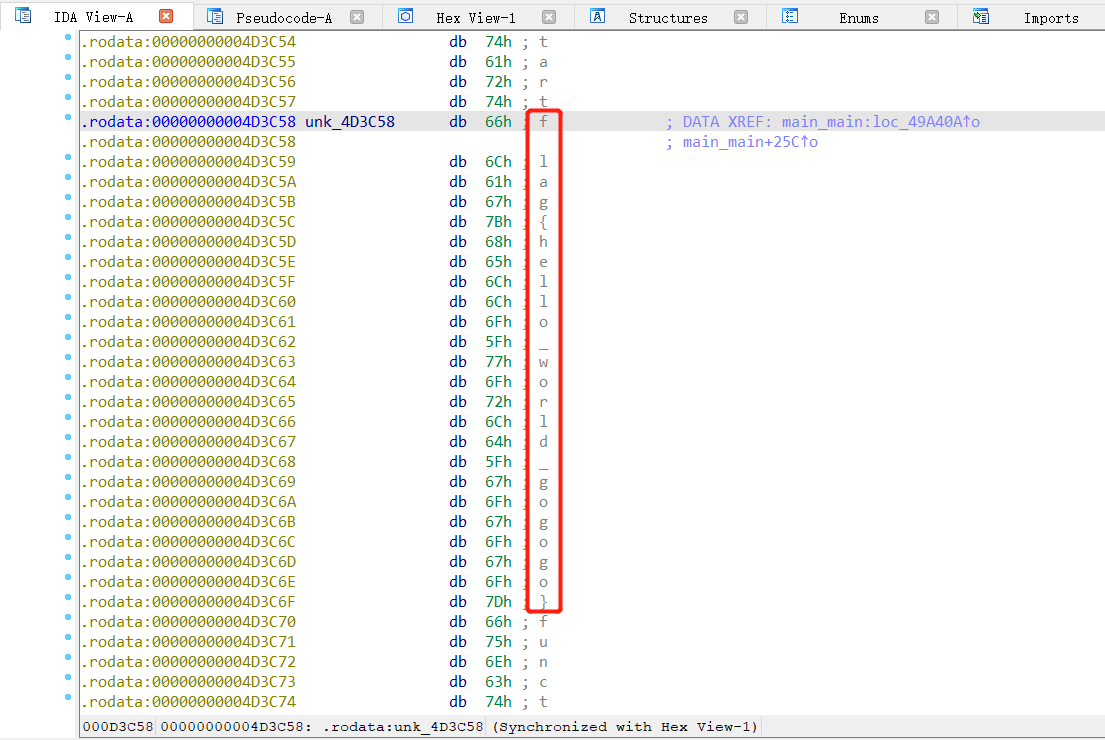 IDA View-A Pseudocode-A Hex View-1 Structures Enums Imports
.rodata:00000000004D3C54 db 74h ; t
.rodata:00000000004D3C55 db 61h ; a
.rodata:00000000004D3C56 db 72h ; r
.rodata:00000000004D3C57 db 74h ; t
.rodata:00000000004D3C58 unk_4D3C58 db 66h ; f ; DATA XREF: main_main:loc_49A40A↑o
.rodata:00000000004D3C58 ; main_main+25C↑o
.rodata:00000000004D3C59 db 6Ch ; l
.rodata:00000000004D3C5A db 61h ; a
.rodata:00000000004D3C5B db 67h ; g
.rodata:00000000004D3C5C db 7Bh ; {
.rodata:00000000004D3C5D db 68h ; h
.rodata:00000000004D3C5E db 65h ; e
.rodata:00000000004D3C5F db 6Ch ; l
.rodata:00000000004D3C60 db 6Ch ; l
.rodata:00000000004D3C61 db 6Fh ; o
.rodata:00000000004D3C62 db 5Fh ; _
.rodata:00000000004D3C63 db 77h ; w
.rodata:00000000004D3C64 db 6Fh ; o
.rodata:00000000004D3C65 db 72h ; r
.rodata:00000000004D3C66 db 6Ch ; l
.rodata:00000000004D3C67 db 64h ; d
.rodata:00000000004D3C68 db 5Fh ; _
.rodata:00000000004D3C69 db 67h ; g
.rodata:00000000004D3C6A db 6Fh ; o
.rodata:00000000004D3C6B db 67h ; g
.rodata:00000000004D3C6C db 6Fh ; o
.rodata:00000000004D3C6D db 67h ; g
.rodata:00000000004D3C6E db 6Fh ; o
.rodata:00000000004D3C6F db 7Dh ; }
.rodata:00000000004D3C70 db 66h ; f
.rodata:00000000004D3C71 db 75h ; u
.rodata:00000000004D3C72 db 6Eh ; n
.rodata:00000000004D3C73 db 63h ; c
.rodata:00000000004D3C74 db 74h ; t
000D3C58 00000000004D3C58: .rodata:unk_4D3C58 (Synchronized with Hex View-1)